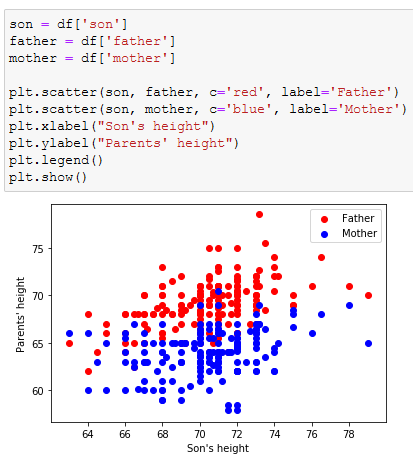 son = df['son']
father = df['father']
mother = df['mother']
plt.scatter(son, father, c='red', label='Father')
plt.scatter(son, mother, c='blue', label='Mother')
plt.xlabel("Son's height")
plt.ylabel("Parents' height")
plt.legend()
plt.show()
Father
Mother
75
70
65
60
Parents' height
64 66 68 70 72 74 76 78
Son's height